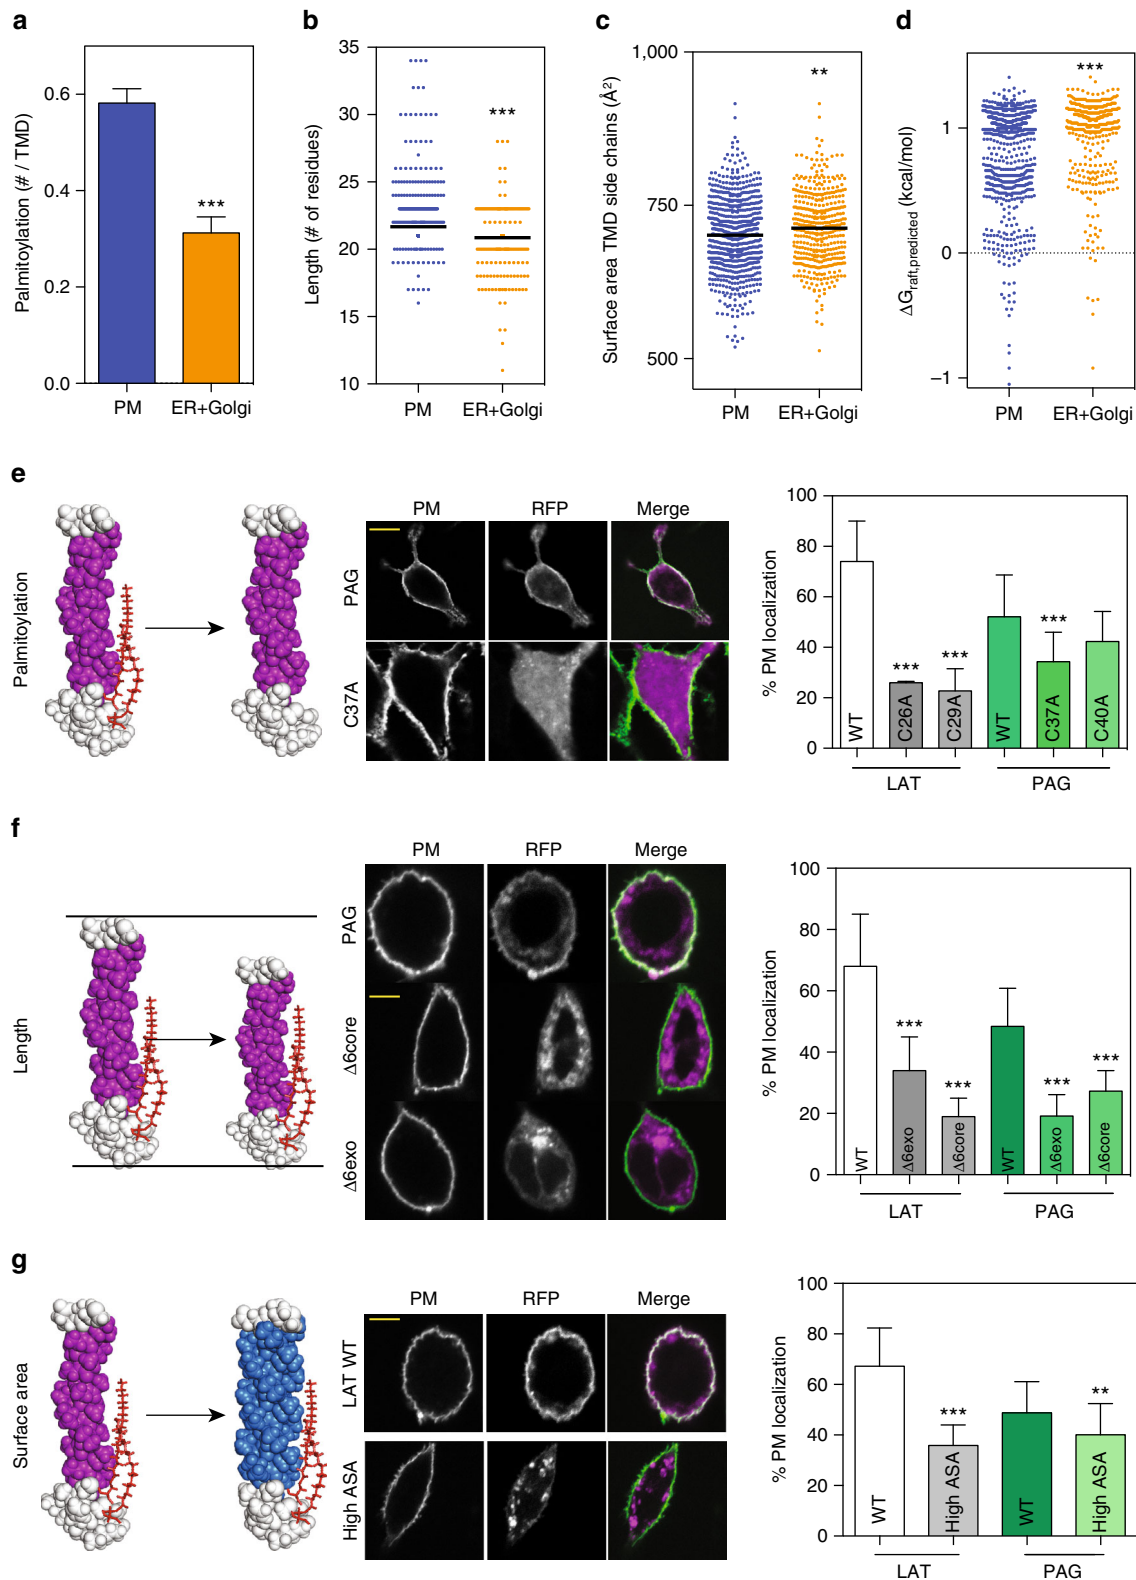 a
Palmitoylation (# / TMD)
0.6
0.4
0.2
0.0
***
PM
ER+Golgi
b
Length (# of residues)
35
30
25
20
15
10
***
PM
ER+Golgi
c
Surface area TMD side chains (Å²)
1,000
750
500
**
PM
ER+Golgi
d
ΔGraft,predicted (kcal/mol)
1
0
–1
***
PM
ER+Golgi
e
Palmitoylation
PM
RFP
Merge
PAG
C37A
% PM localization
100
80
60
40
20
0
***
***
***
WT
C26A
C29A
WT
C37A
C40A
LAT
PAG
f
Length
PM
RFP
Merge
PAG
Δ6core
Δ6exo
% PM localization
100
80
60
40
20
0
***
***
***
***
WT
Δ6exo
Δ6core
WT
Δ6exo
Δ6core
LAT
PAG
g
Surface area
PM
RFP
Merge
LAT WT
High ASA
% PM localization
100
80
60
40
20
0
***
**
WT
High ASA
WT
High ASA
LAT
PAG